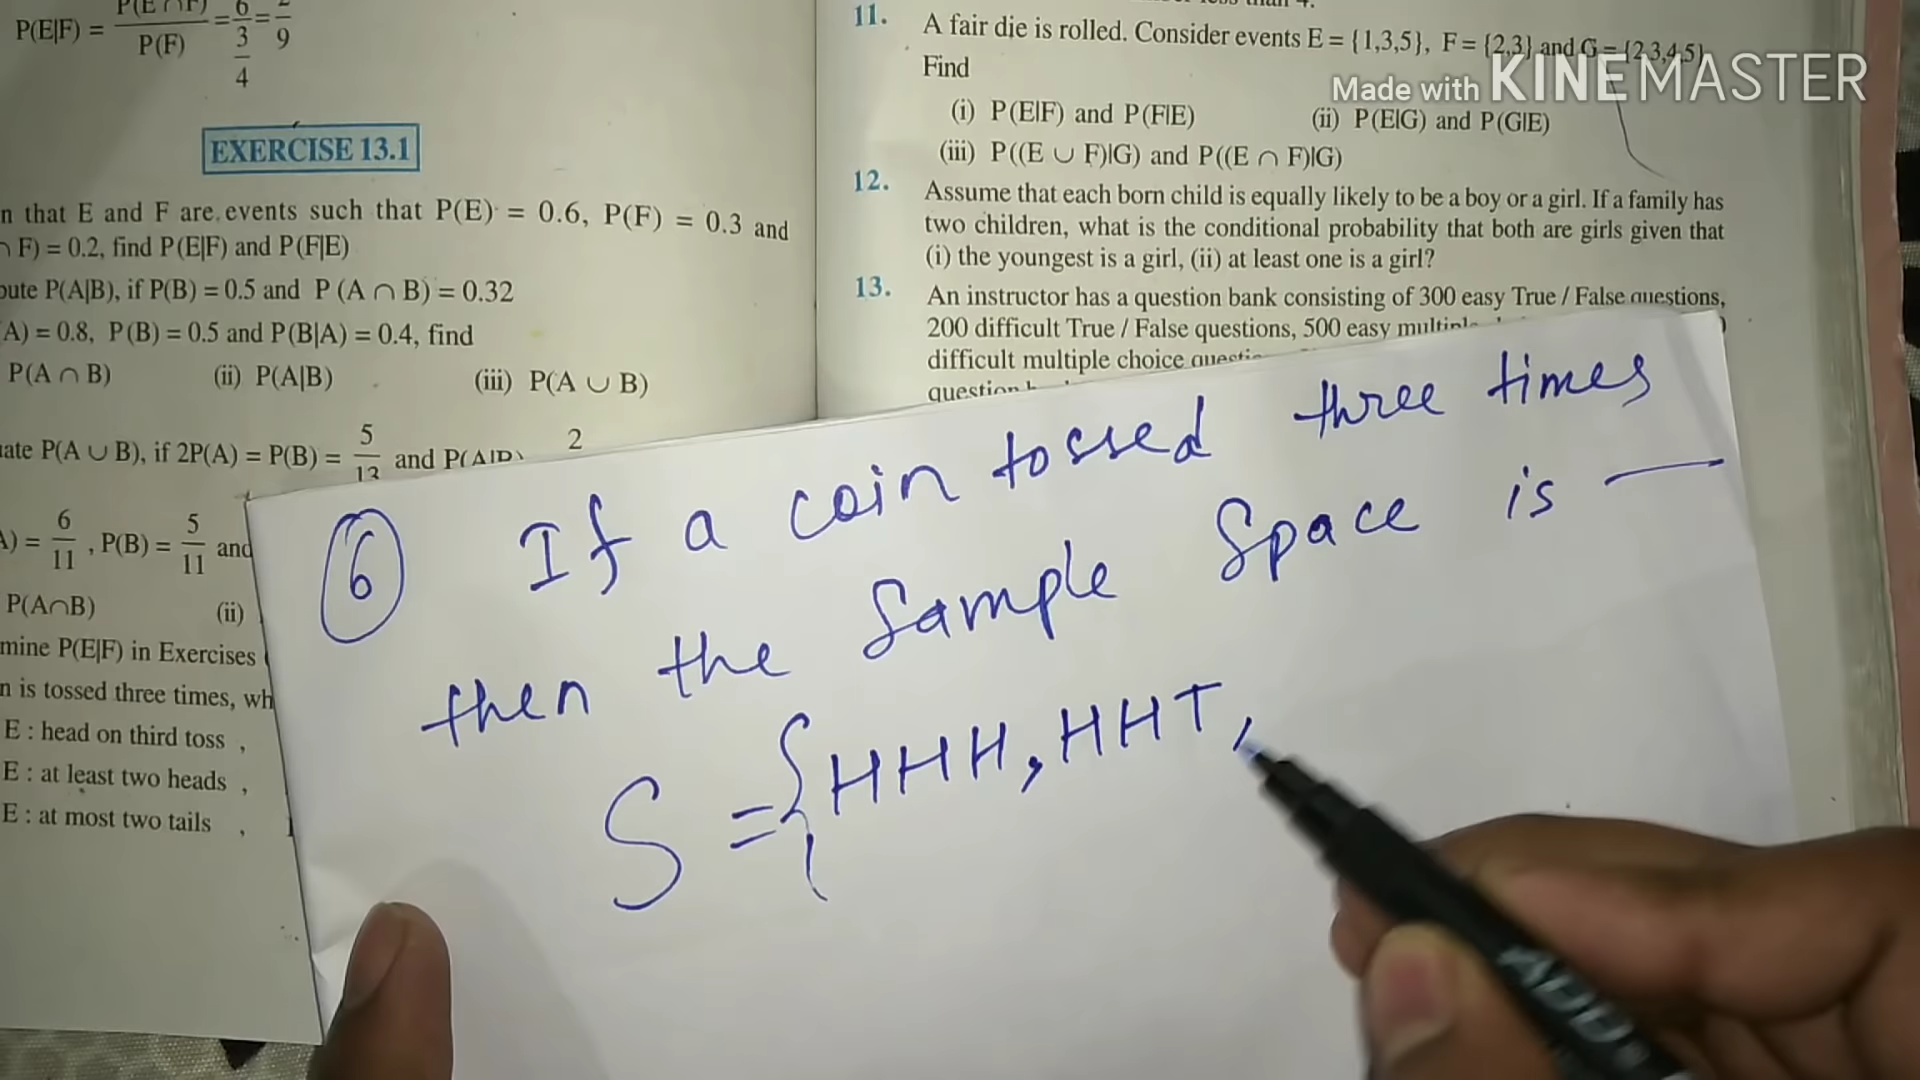 P(E|F) = P(E ∩ F) / P(F) = 6 / (3/4) = /9
EXERCISE 13.1
n that E and F are events such that P(E) = 0.6, P(F) = 0.3 and
∩ F) = 0.2, find P(E|F) and P(F|E)
pute P(A|B), if P(B) = 0.5 and P (A ∩ B) = 0.32
A) = 0.8, P(B) = 0.5 and P(B|A) = 0.4, find
P(A ∩ B) (ii) P(A|B) (iii) P(A ∪ B)
ate P(A ∪ B), if 2P(A) = P(B) = 5/13 and P(A|B) 2
A) = 6/11 , P(B) = 5/11 and
P(A∩B) (ii)
mine P(E|F) in Exercises
n is tossed three times, wh
E : head on third toss ,
E : at least two heads ,
E : at most two tails ,
11. A fair die is rolled. Consider events E = {1,3,5}, F = {2,3} and G = {2,3,4,5}
Find
(i) P(E|F) and P(F|E) (ii) P(E|G) and P(G|E)
(iii) P((E ∪ F)|G) and P((E ∩ F)|G)
12. Assume that each born child is equally likely to be a boy or a girl. If a family has
two children, what is the conditional probability that both are girls given that
(i) the youngest is a girl, (ii) at least one is a girl?
13. An instructor has a question bank consisting of 300 easy True / False questions,
200 difficult True / False questions, 500 easy multiple
difficult multiple choice
question
Made with KINEMASTER
6 If a coin tossed three times
then the Sample Space is —
S = { HHH, HHT,
ADD